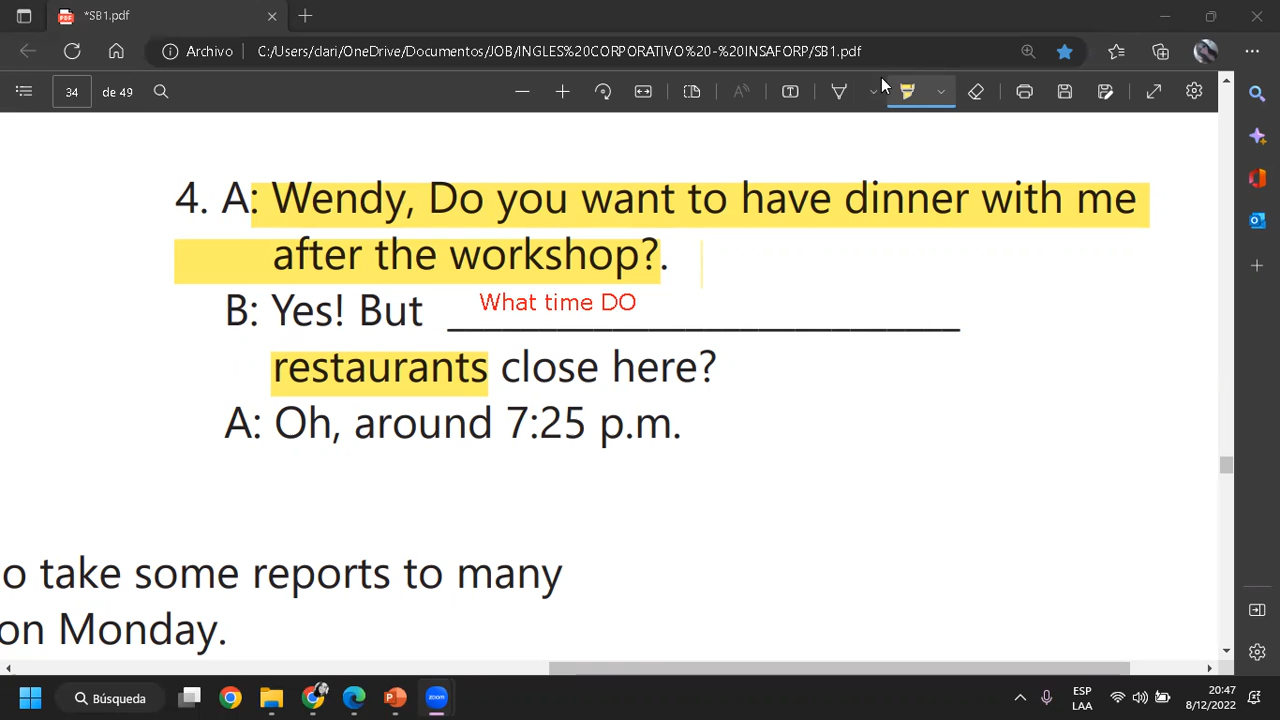 *SB1.pdf
Archivo
C:/Users/clari/OneDrive/Documentos/JOB/INGLES%20CORPORATIVO%20-%20INSAFORP/SB1.pdf
34 de 49
4. A: Wendy, Do you want to have dinner with me
after the workshop?.
B: Yes! But What time DO
restaurants close here?
A: Oh, around 7:25 p.m.
o take some reports to many
on Monday.
Búsqueda
ESP
LAA
20:47
8/12/2022